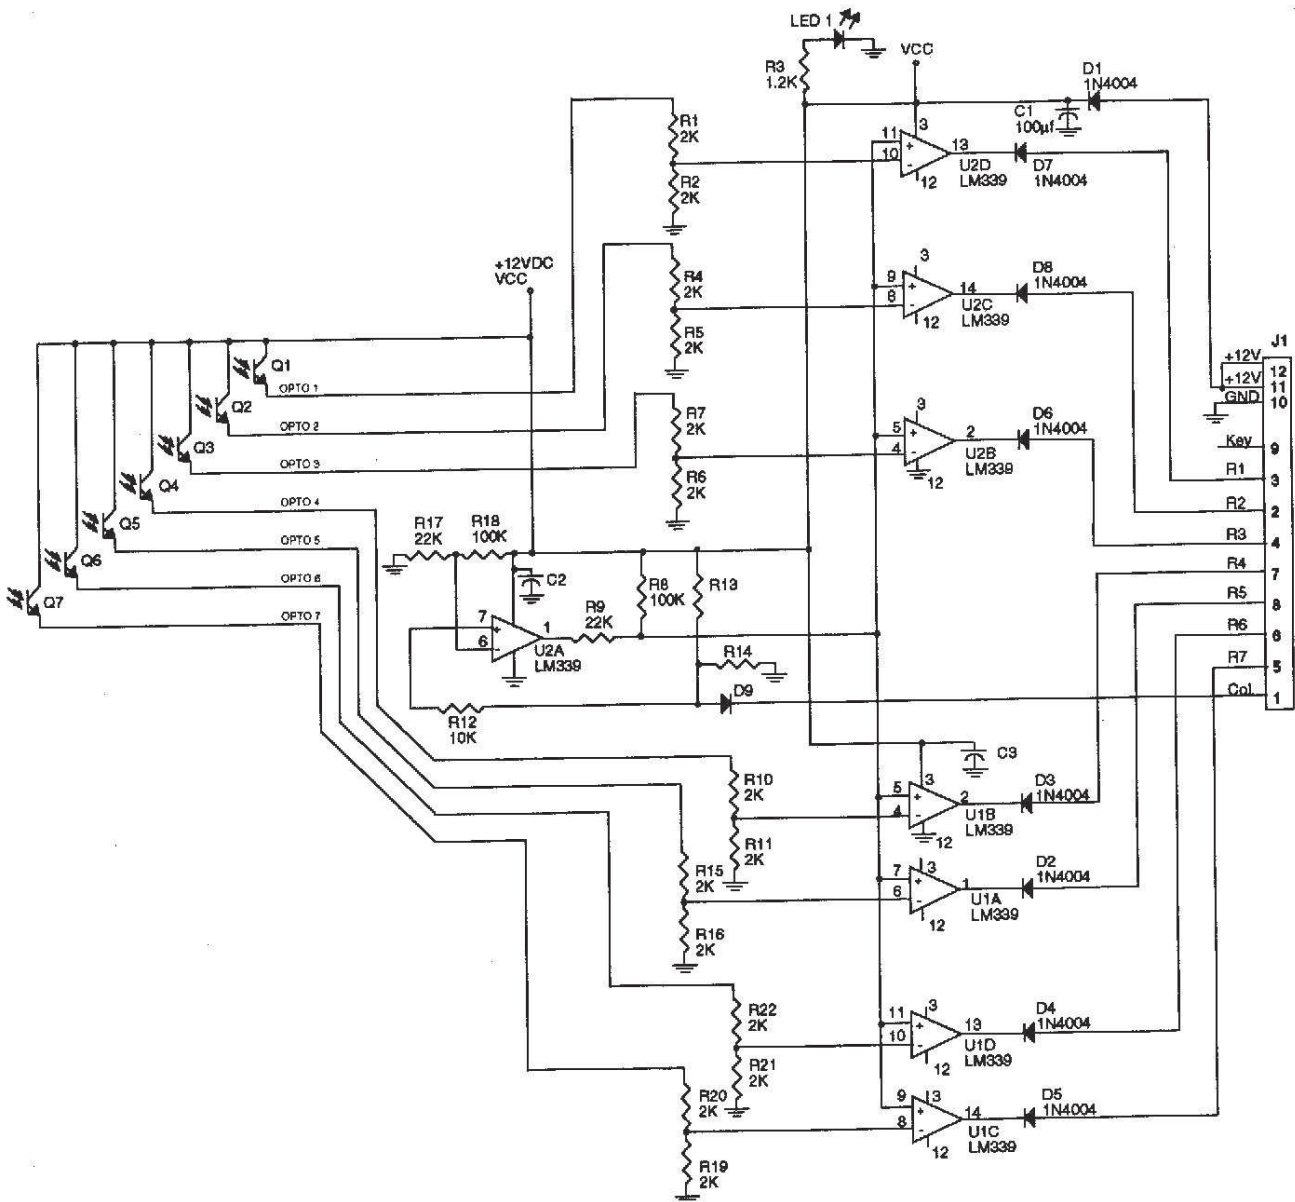 LED 1
VCC
R3
1.2K
D1
1N4004
C1
100µf
R1
2K
R2
2K
11
+
10
-
3
12
13
U2D
LM339
D7
1N4004
+12VDC
VCC
R4
2K
R5
2K
9
+
8
-
3
12
14
U2C
LM339
D8
1N4004
Q1
OPTO 1
Q2
OPTO 2
Q3
OPTO 3
Q4
OPTO 4
Q5
OPTO 5
Q6
OPTO 6
Q7
OPTO 7
R7
2K
R6
2K
5
+
4
-
3
12
2
U2B
LM339
D6
1N4004
J1
+12V
12
+12V
11
GND
10
Key
9
R1
3
R2
2
R3
4
R4
7
R5
8
R6
6
R7
5
Col.
1
R17
22K
R18
100K
C2
7
+
6
-
1
U2A
LM339
R9
22K
R8
100K
R13
R14
D9
R12
10K
C3
R10
2K
R11
2K
5
+
4
-
3
12
2
U1B
LM339
D3
1N4004
R15
2K
R16
2K
7
+
6
-
3
12
1
U1A
LM339
D2
1N4004
R22
2K
R21
2K
11
+
10
-
3
12
13
U1D
LM339
D4
1N4004
R20
2K
R19
2K
9
+
8
-
3
12
14
U1C
LM339
D5
1N4004